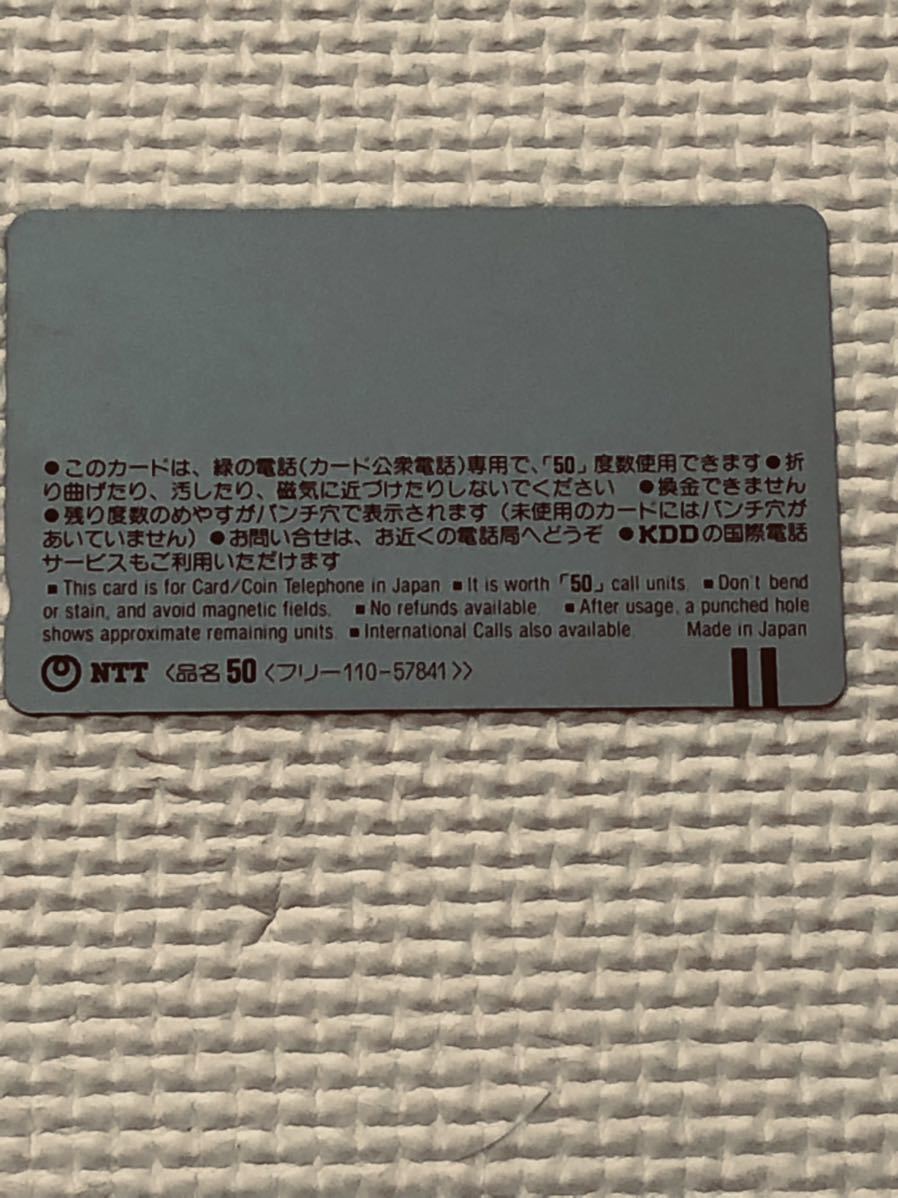 ●このカードは、緑の電話(カード公衆電話)専用で、「50」度数使用できます●折
り曲げたり、汚したり、磁気に近づけたりしないでください ●換金できません
●残り度数のめやすがパンチ穴で表示されます(未使用のカードにはパンチ穴が
あいていません)●お問い合せは、お近くの電話局へどうぞ ●KDDの国際電話
サービスもご利用いただけます
■ This card is for Card/Coin Telephone in Japan ■ It is worth「50」call units. ■ Don't bend
or stain, and avoid magnetic fields. ■ No refunds available. ■ After usage, a punched hole
shows approximate remaining units. ■ International Calls also available. Made in Japan
NTT 〈品名50〈フリー110-57841〉〉